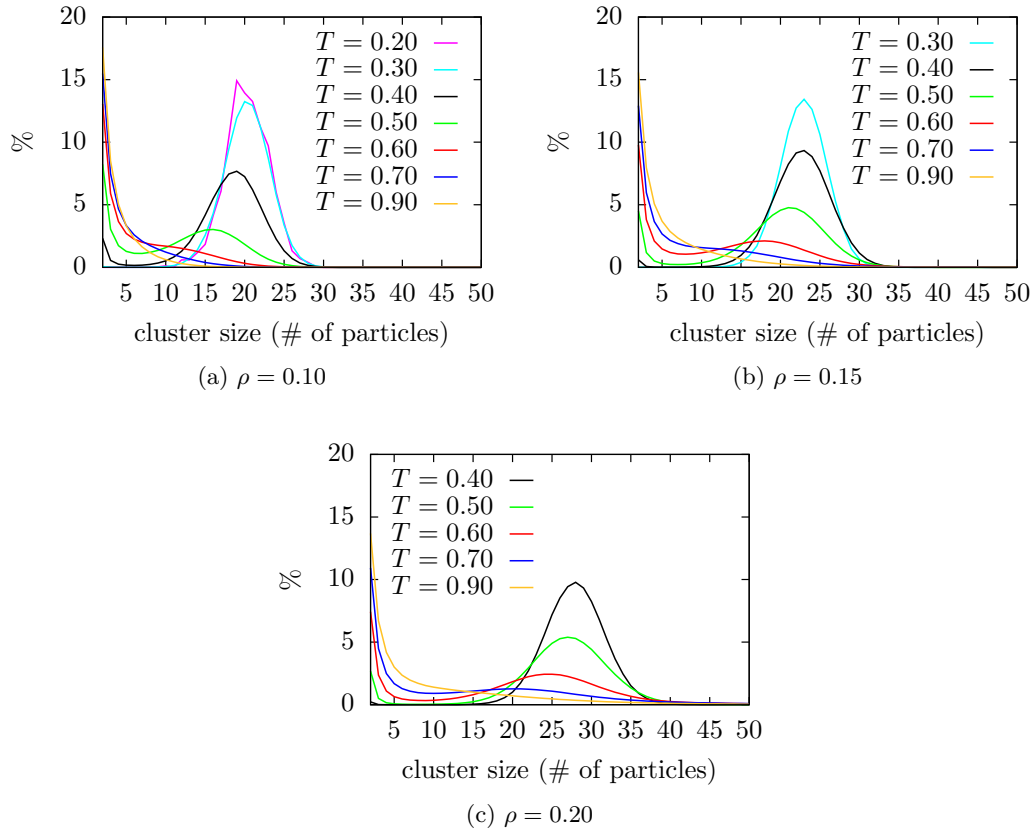 20
15
10
5
0
%
T = 0.20
T = 0.30
T = 0.40
T = 0.50
T = 0.60
T = 0.70
T = 0.90
5 10 15 20 25 30 35 40 45 50
cluster size (# of particles)
(a) ρ = 0.10
20
15
10
5
0
%
T = 0.30
T = 0.40
T = 0.50
T = 0.60
T = 0.70
T = 0.90
5 10 15 20 25 30 35 40 45 50
cluster size (# of particles)
(b) ρ = 0.15
20
15
10
5
0
%
T = 0.40
T = 0.50
T = 0.60
T = 0.70
T = 0.90
5 10 15 20 25 30 35 40 45 50
cluster size (# of particles)
(c) ρ = 0.20